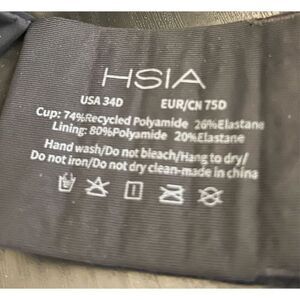 HSIA
USA 34D EUR/CN 75D
Cup: 74%Recycled Polyamide 26%Elastane
Lining: 80%Polyamide 20%Elastane
Hand wash/Do not bleach/Hang to dry/
Do not iron/Do not dry clean-made in china